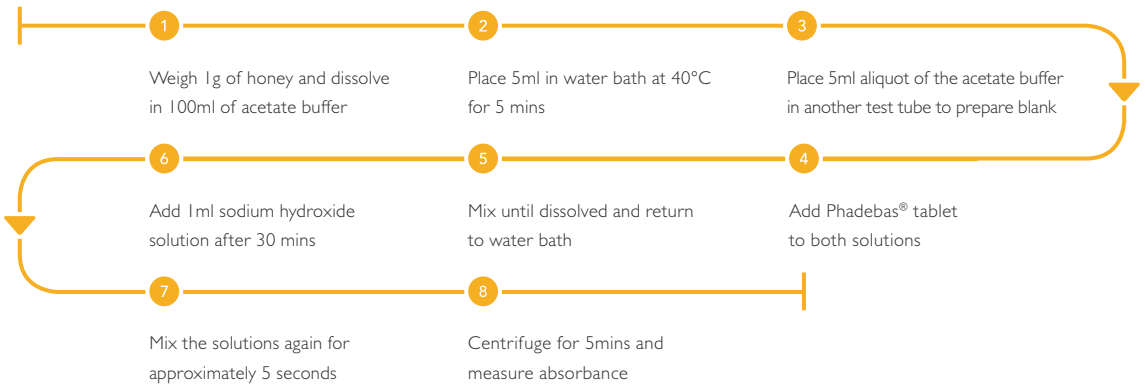 1
2
3
Weigh 1g of honey and dissolve
in 100ml of acetate buffer
Place 5ml in water bath at 40°C
for 5 mins
Place 5ml aliquot of the acetate buffer
in another test tube to prepare blank
4
5
6
Add Phadebas® tablet
to both solutions
Mix until dissolved and return
to water bath
Add 1ml sodium hydroxide
solution after 30 mins
7
8
Mix the solutions again for
approximately 5 seconds
Centrifuge for 5mins and
measure absorbance